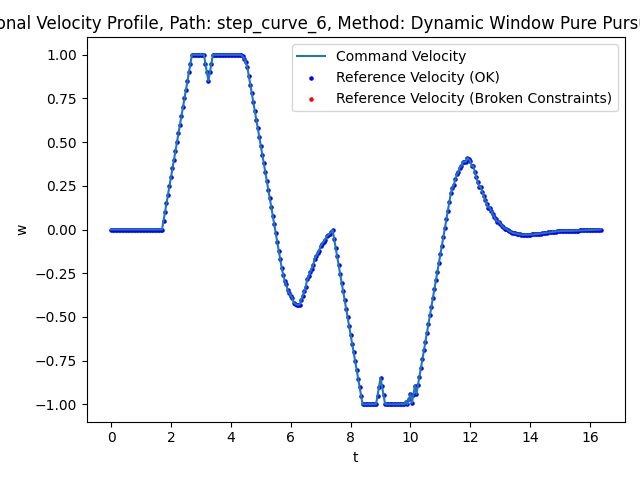 onal Velocity Profile, Path: step_curve_6, Method: Dynamic Window Pure Pursu
Command Velocity
Reference Velocity (OK)
Reference Velocity (Broken Constraints)
1.00
0.75
0.50
0.25
0.00
−0.25
−0.50
−0.75
−1.00
w
0 2 4 6 8 10 12 14 16
t